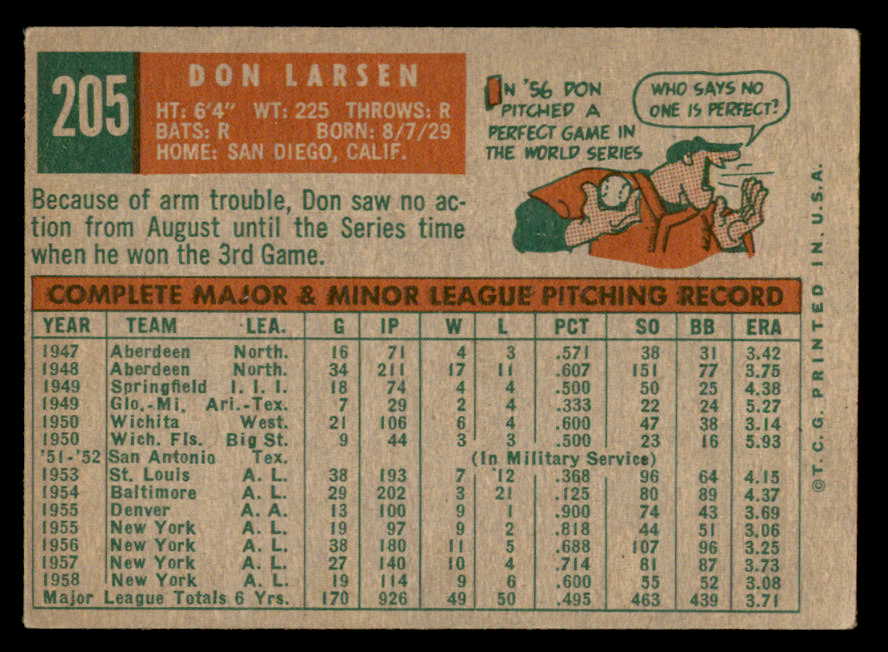 205
DON LARSEN
HT: 6'4" WT: 225 THROWS: R
BATS: R BORN: 8/7/29
HOME: SAN DIEGO, CALIF.
IN '56 DON
PITCHED A
PERFECT GAME IN
THE WORLD SERIES
WHO SAYS NO
ONE IS PERFECT?
Because of arm trouble, Don saw no ac-
tion from August until the Series time
when he won the 3rd Game.
COMPLETE MAJOR & MINOR LEAGUE PITCHING RECORD
YEAR TEAM LEA. G IP W L PCT SO BB ERA
1947 Aberdeen North. 16 71 4 3 .571 38 31 3.42
1948 Aberdeen North. 34 211 17 11 .607 151 77 3.75
1949 Springfield I. I. I. 18 74 4 4 .500 50 25 4.38
1949 Glo.-Mi. Ari.-Tex. 7 29 2 4 .333 22 24 5.27
1950 Wichita West. 21 106 6 4 .600 47 38 3.14
1950 Wich. Fls. Big St. 9 44 3 3 .500 23 16 5.93
'51-'52 San Antonio Tex. (In Military Service)
1953 St. Louis A. L. 38 193 7 12 .368 96 64 4.15
1954 Baltimore A. L. 29 202 3 21 .125 80 89 4.37
1955 Denver A. A. 13 100 9 1 .900 74 43 3.69
1955 New York A. L. 19 97 9 2 .818 44 51 3.06
1956 New York A. L. 38 180 11 5 .688 107 96 3.25
1957 New York A. L. 27 140 10 4 .714 81 87 3.73
1958 New York A. L. 19 114 9 6 .600 55 52 3.08
Major League Totals 6 Yrs. 170 926 49 50 .495 463 439 3.71
©T.C.G. PRINTED IN U.S.A.